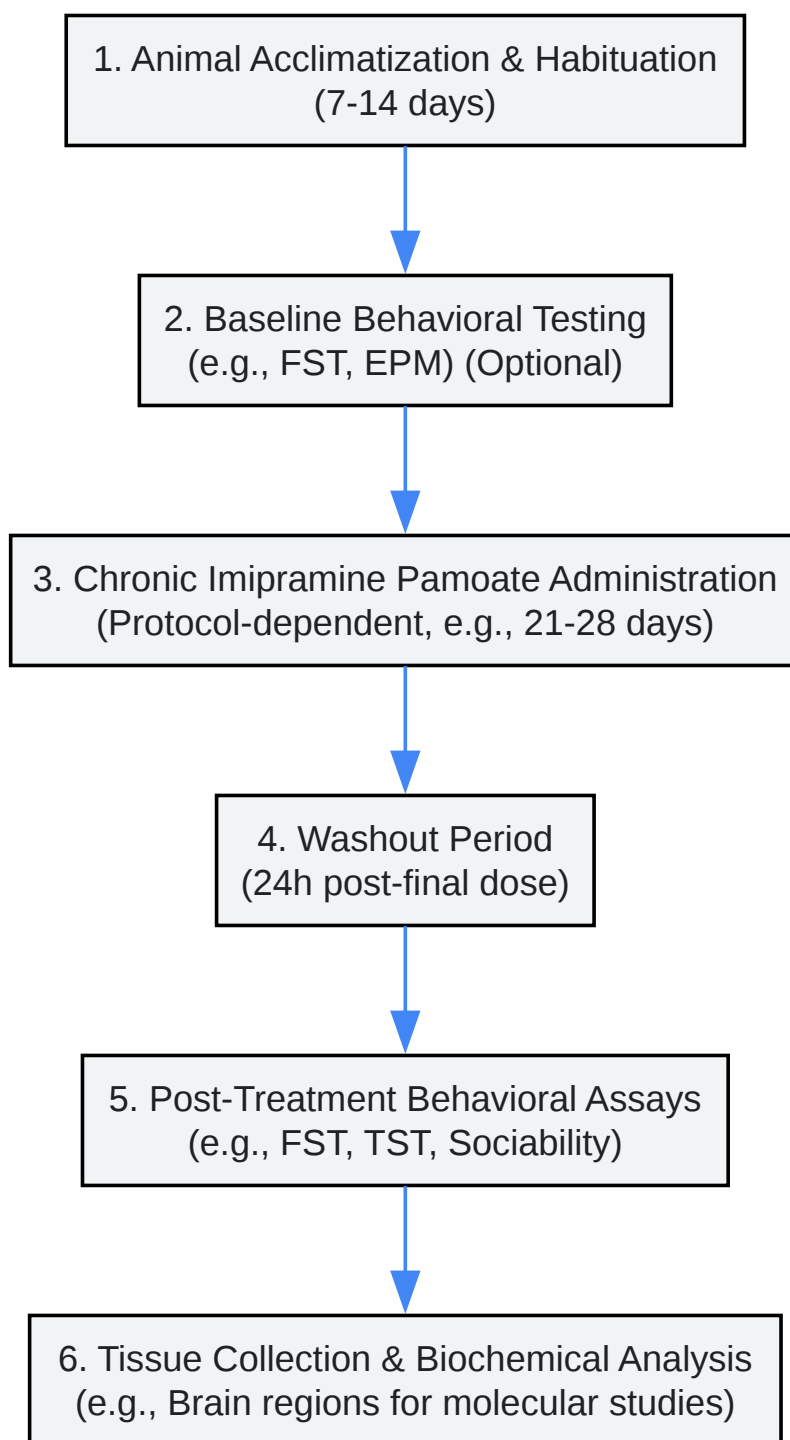 1. Animal Acclimatization & Habituation
(7-14 days)
2. Baseline Behavioral Testing
(e.g., FST, EPM) (Optional)
3. Chronic Imipramine Pamoate Administration
(Protocol-dependent, e.g., 21-28 days)
4. Washout Period
(24h post-final dose)
5. Post-Treatment Behavioral Assays
(e.g., FST, TST, Sociability)
6. Tissue Collection & Biochemical Analysis
(e.g., Brain regions for molecular studies)